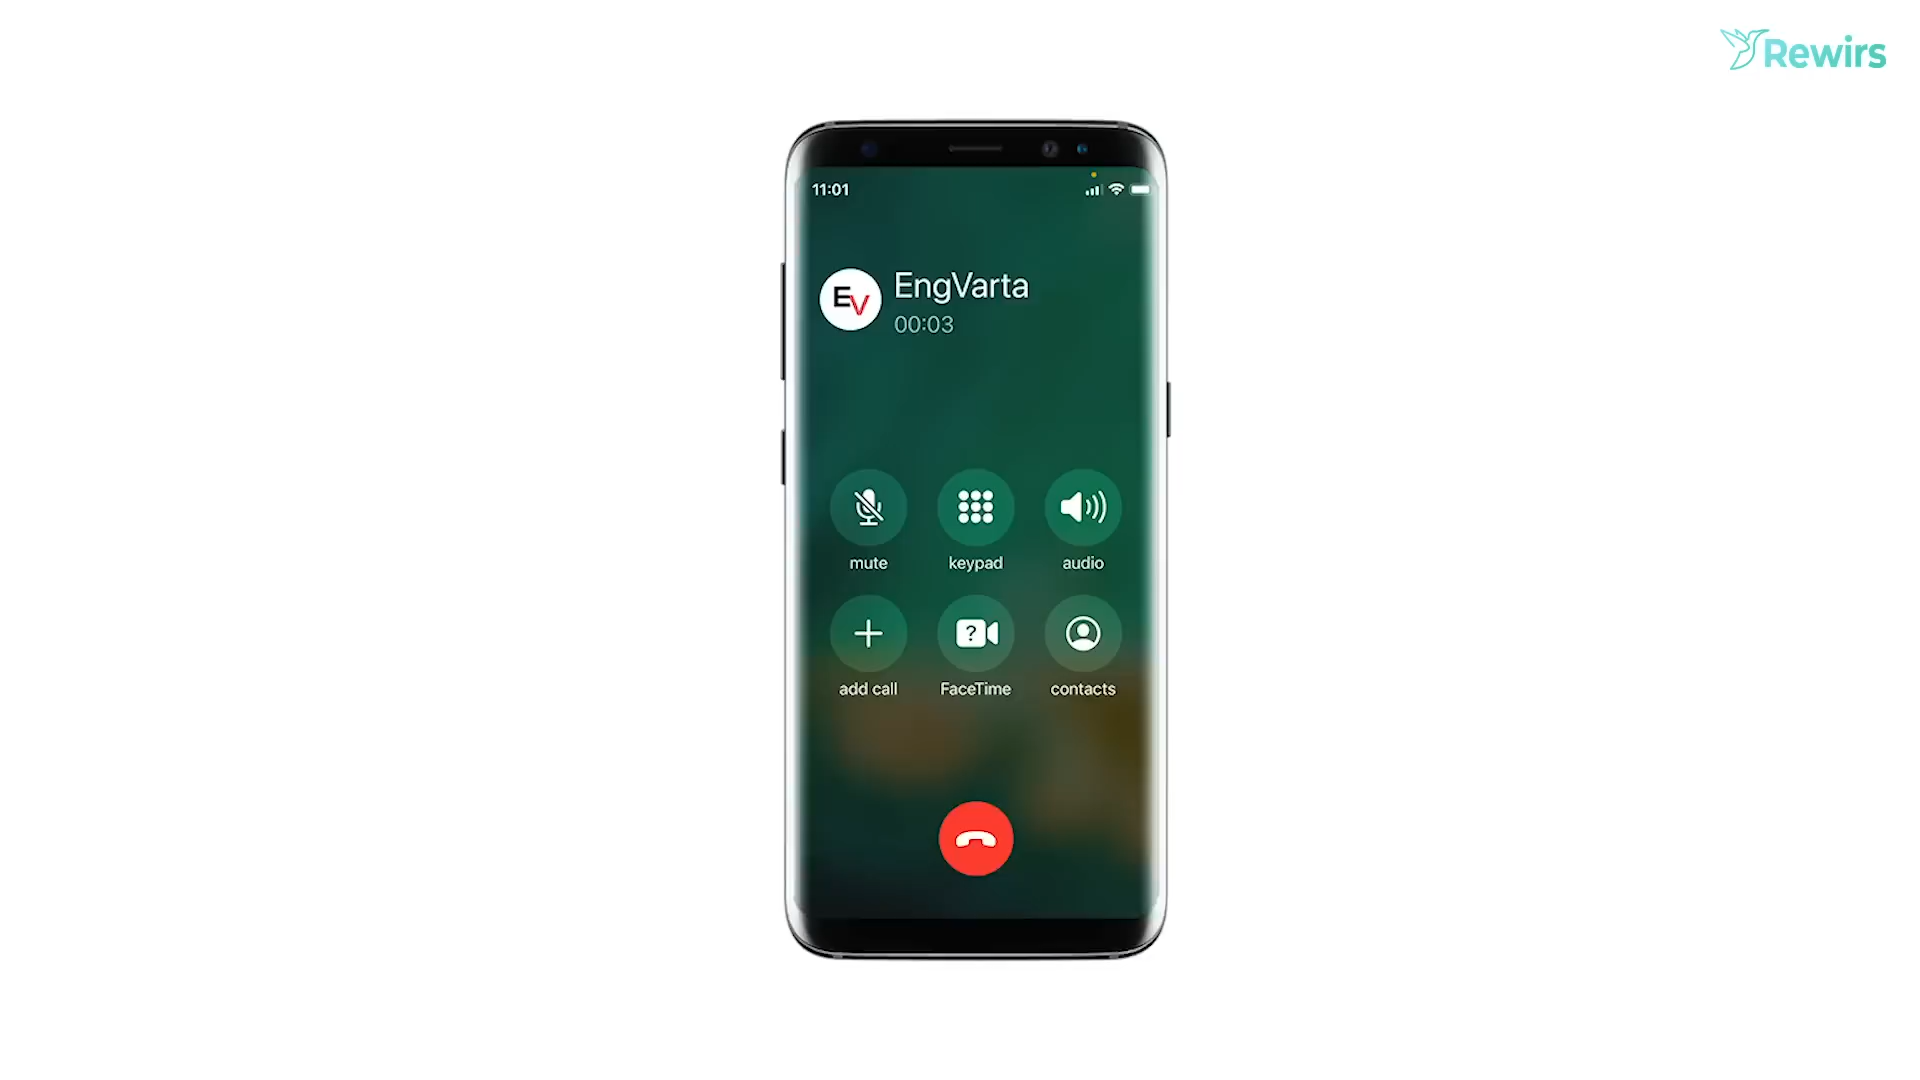 Rewirs
11:01
EV
EngVarta
00:03
mute
keypad
audio
add call
FaceTime
contacts